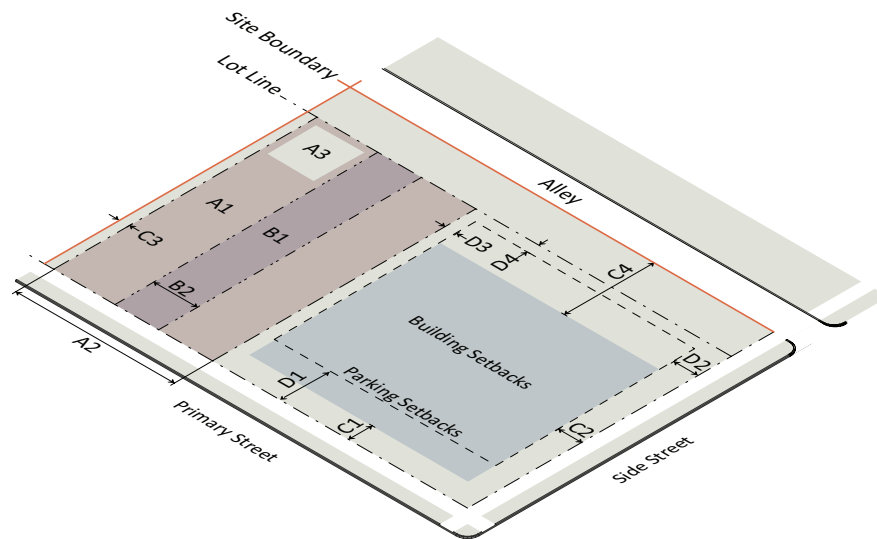 Site Boundary
Lot Line
A3
Alley
A1
B1
C3
D3
D4
C4
B2
A2
Building Setbacks
D2
D1
Parking Setbacks
C1
C2
Primary Street
Side Street